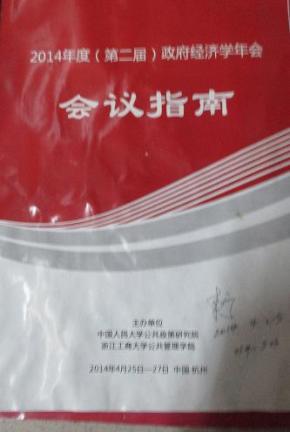 2014年度（第二届）政府经济学年会
会议指南
主办单位
中国人民大学公共政策研究院
浙江工商大学公共管理学院
2014年4月25日—27日 中国·杭州
2014